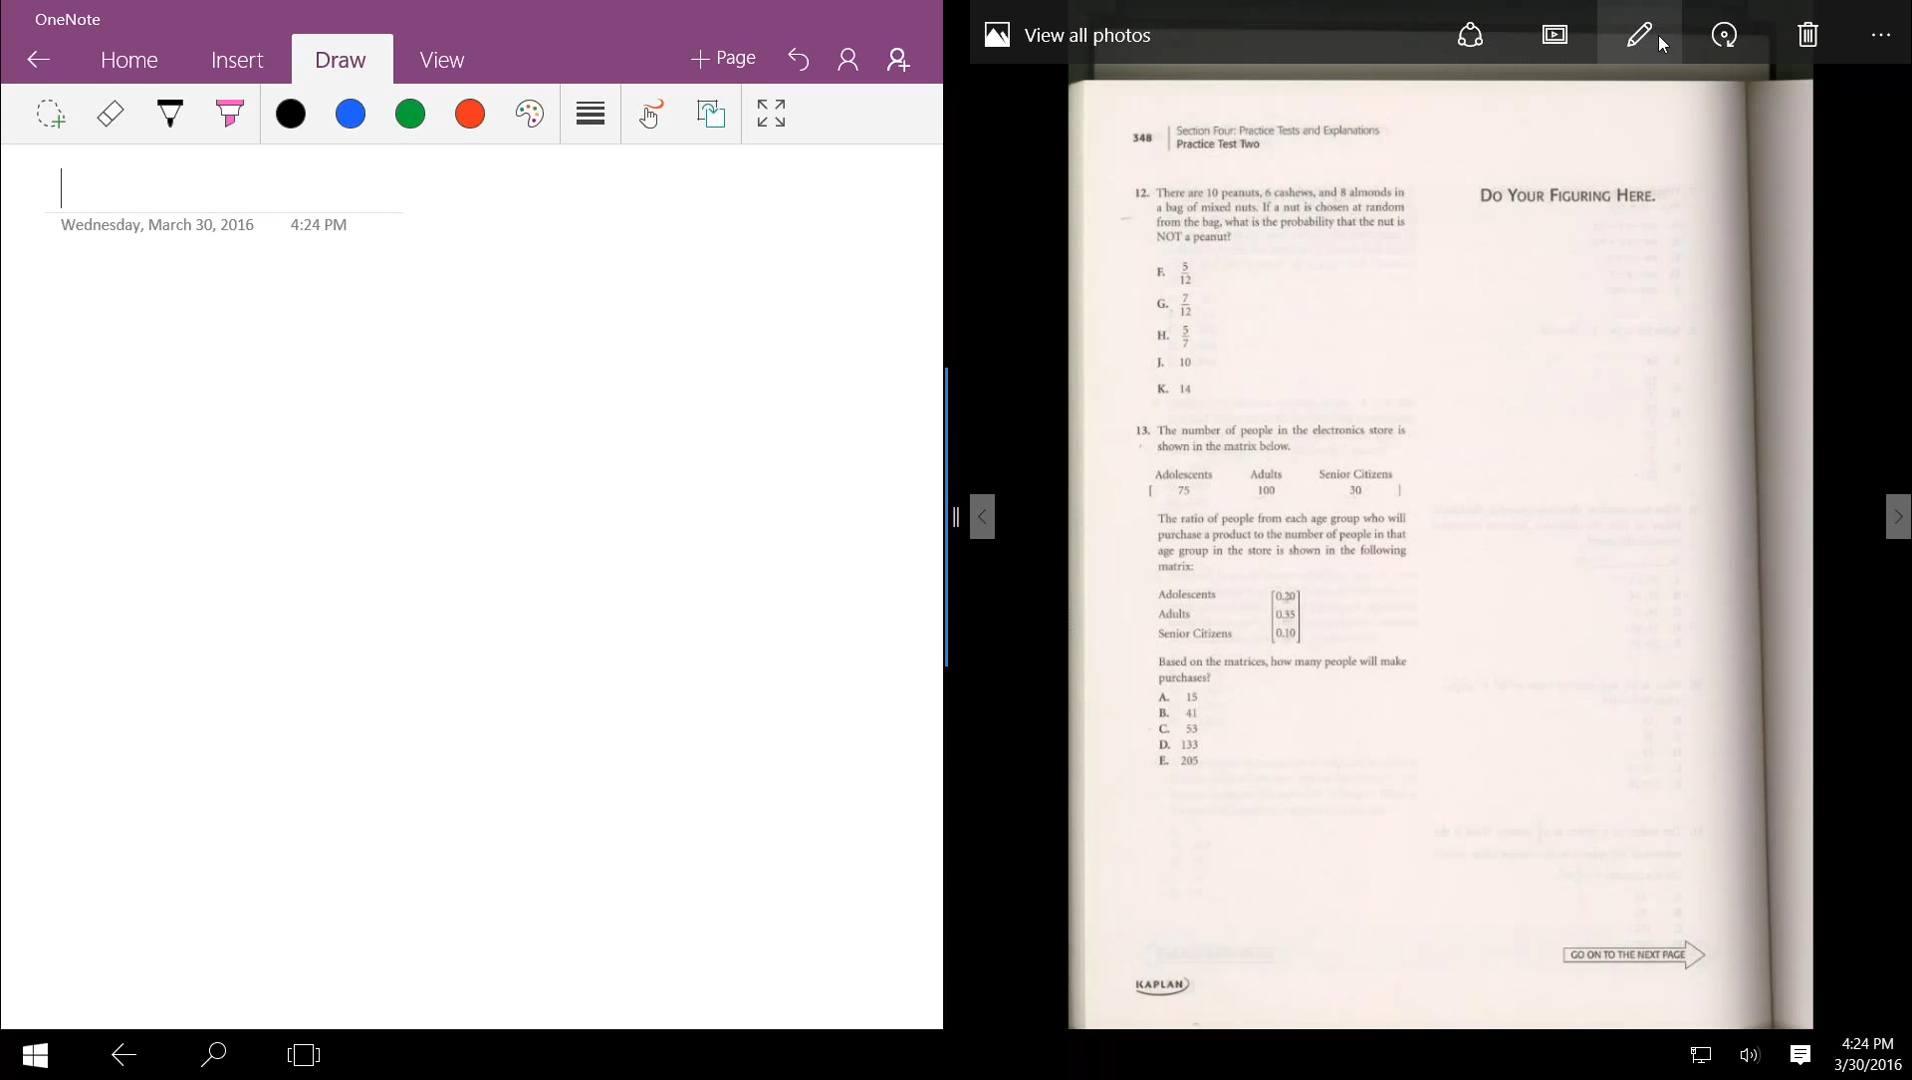 OneNote
Home Insert Draw View
+ Page
Wednesday, March 30, 2016 4:24 PM
View all photos
348
Section Four: Practice Tests and Explanations
Practice Test Two
12. There are 10 peanuts, 6 cashews, and 8 almonds in
a bag of mixed nuts. If a nut is chosen at random
from the bag, what is the probability that the nut is
NOT a peanut?
F. 5/12
G. 7/12
H. 5/7
J. 10
K. 14
13. The number of people in the electronics store is
shown in the matrix below.
Adolescents Adults Senior Citizens
[ 75 100 30 ]
The ratio of people from each age group who will
purchase a product to the number of people in that
age group in the store is shown in the following
matrix:
Adolescents [0.20]
Adults [0.35]
Senior Citizens [0.10]
Based on the matrices, how many people will make
purchases?
A. 15
B. 41
C. 53
D. 133
E. 205
DO YOUR FIGURING HERE.
GO ON TO THE NEXT PAGE
KAPLAN
4:24 PM
3/30/2016